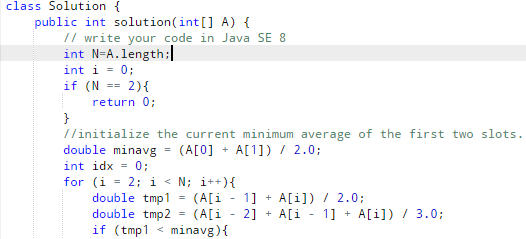 class Solution {
public int solution(int[] A) {
// write your code in Java SE 8
int N=A.length;
int i = 0;
if (N == 2){
return 0;
}
//initialize the current minimum average of the first two slots.
double minavg = (A[0] + A[1]) / 2.0;
int idx = 0;
for (i = 2; i < N; i++){
double tmp1 = (A[i - 1] + A[i]) / 2.0;
double tmp2 = (A[i - 2] + A[i - 1] + A[i]) / 3.0;
if (tmp1 < minavg){